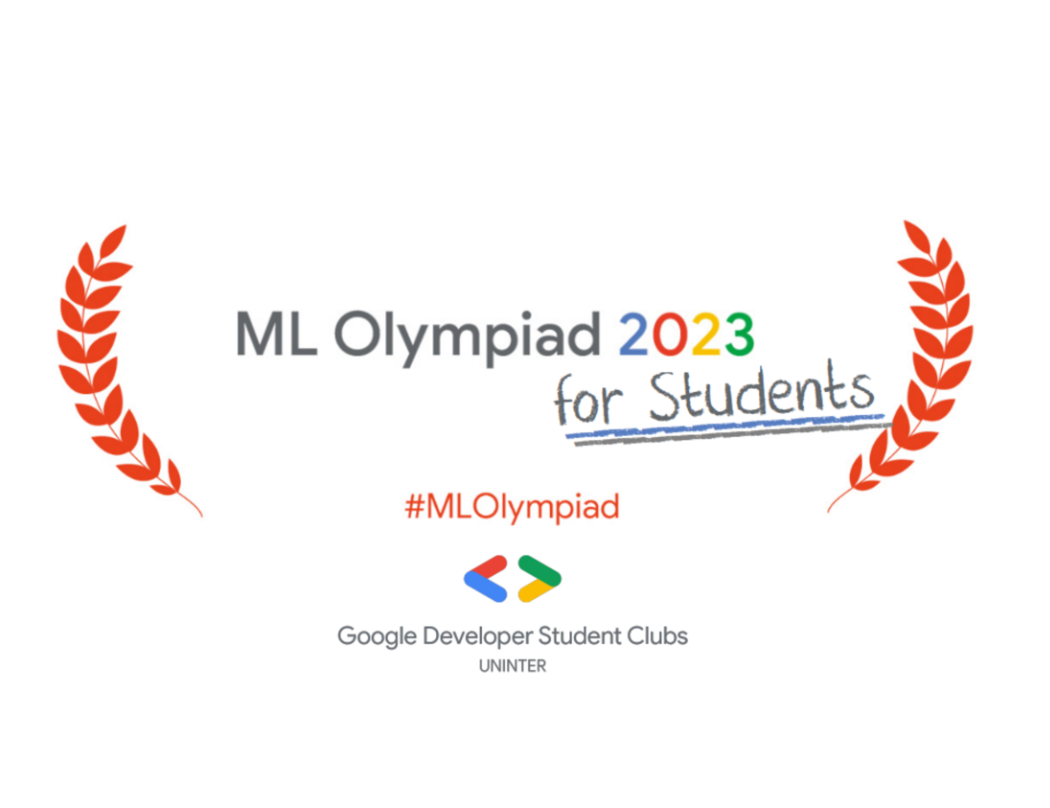 ML Olympiad 2023
for Students
#MLOlympiad
Google Developer Student Clubs
UNINTER